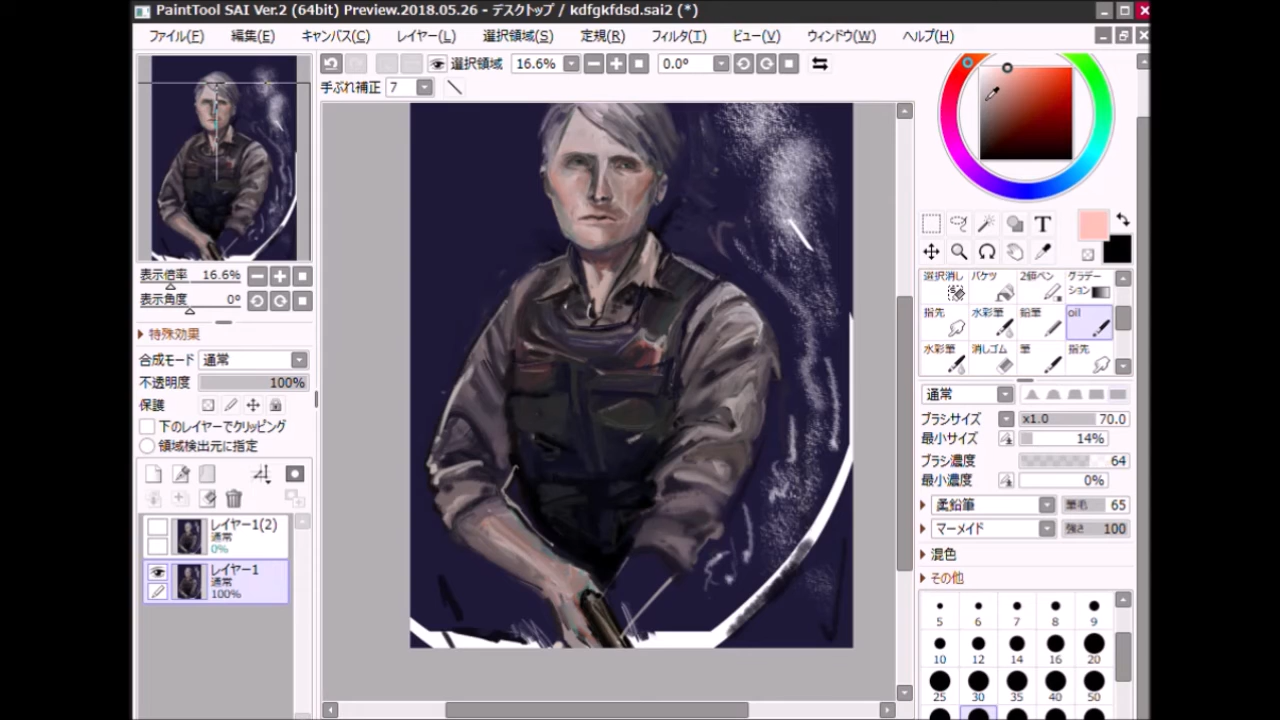 PaintTool SAI Ver.2 (64bit) Preview.2018.05.26 - デスクトップ / kdfgkfdsd.sai2 (*)
ファイル(F) 編集(E) キャンバス(C) レイヤー(L) 選択領域(S) 定規(R) フィルタ(T) ビュー(V) ウィンドウ(W) ヘルプ(H)
選択領域 16.6% 0.0°
手ぶれ補正 7
表示倍率 16.6%
表示角度 0°
特殊効果
合成モード 通常
不透明度 100%
保護
下のレイヤーでクリッピング
領域検出元に指定
レイヤー1(2)
通常
0%
レイヤー1
通常
100%
T
選択消し バケツ 2値ペン グラデーション
指先 水彩筆 鉛筆 oil
水彩筆 消しゴム 筆 指先
通常
ブラシサイズ x1.0 70.0
最小サイズ 14%
ブラシ濃度 64
最小濃度 0%
柔鉛筆 筆毛 65
マーメイド 強さ 100
混色
その他
5 6 7 8 9
10 12 14 16 20
25 30 35 40 50